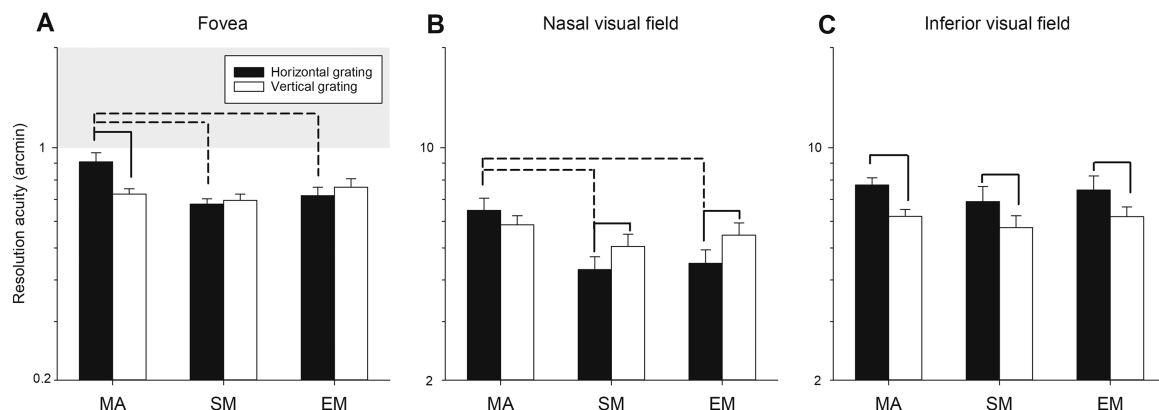 A Fovea
B Nasal visual field
C Inferior visual field
Horizontal grating
Vertical grating
Resolution acuity (arcmin)
1
0.2
10
2
10
2
MA SM EM
MA SM EM
MA SM EM